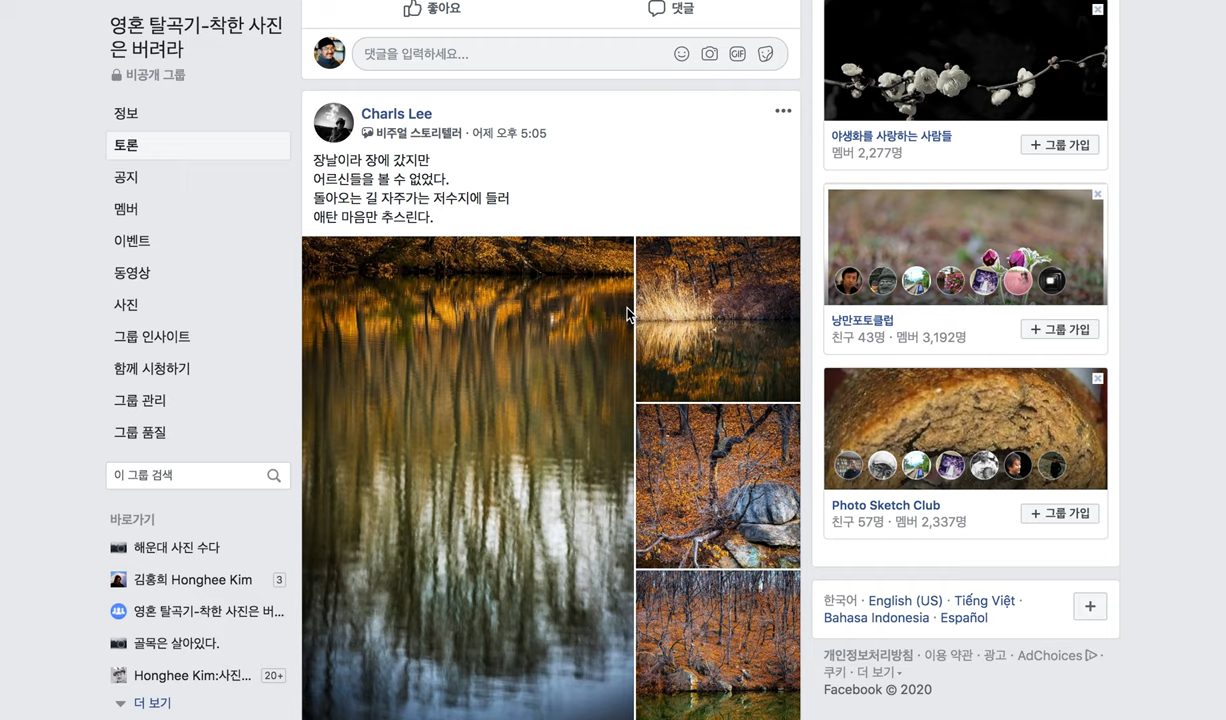 영혼 탈곡기-착한 사진
은 버려라
비공개 그룹
정보
토론
공지
멤버
이벤트
동영상
사진
그룹 인사이트
함께 시청하기
그룹 관리
그룹 품질
이 그룹 검색
바로가기
해운대 사진 수다
김홍희 Honghee Kim 3
영혼 탈곡기-착한 사진은 버...
골목은 살아있다.
Honghee Kim:사진... 20+
더 보기
좋아요 댓글
댓글을 입력하세요...
GIF
Charls Lee
비주얼 스토리텔러 · 어제 오후 5:05
장날이라 장에 갔지만
어르신들을 볼 수 없었다.
돌아오는 길 자주가는 저수지에 들러
애탄 마음만 추스린다.
야생화를 사랑하는 사람들
멤버 2,277명
+ 그룹 가입
낭만포토클럽
친구 43명 · 멤버 3,192명
+ 그룹 가입
Photo Sketch Club
친구 57명 · 멤버 2,337명
+ 그룹 가입
한국어 · English (US) · Tiếng Việt ·
Bahasa Indonesia · Español
개인정보처리방침 · 이용 약관 · 광고 · AdChoices ·
쿠키 · 더 보기
Facebook © 2020